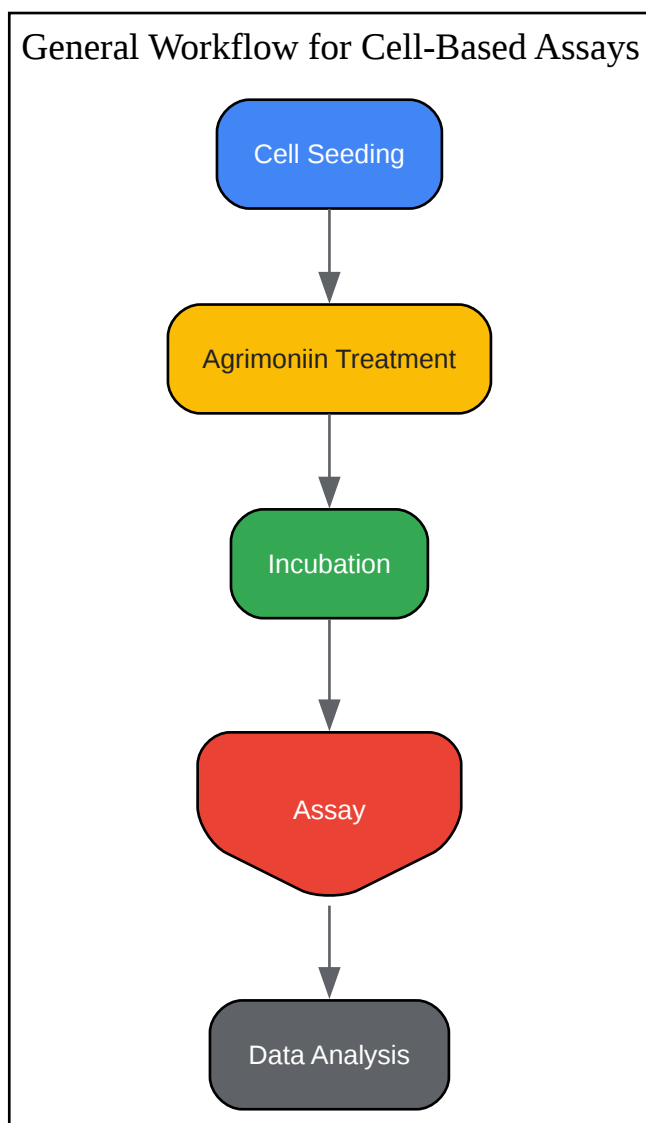 General Workflow for Cell-Based Assays
Cell Seeding
Agrimoniin Treatment
Incubation
Assay
Data Analysis